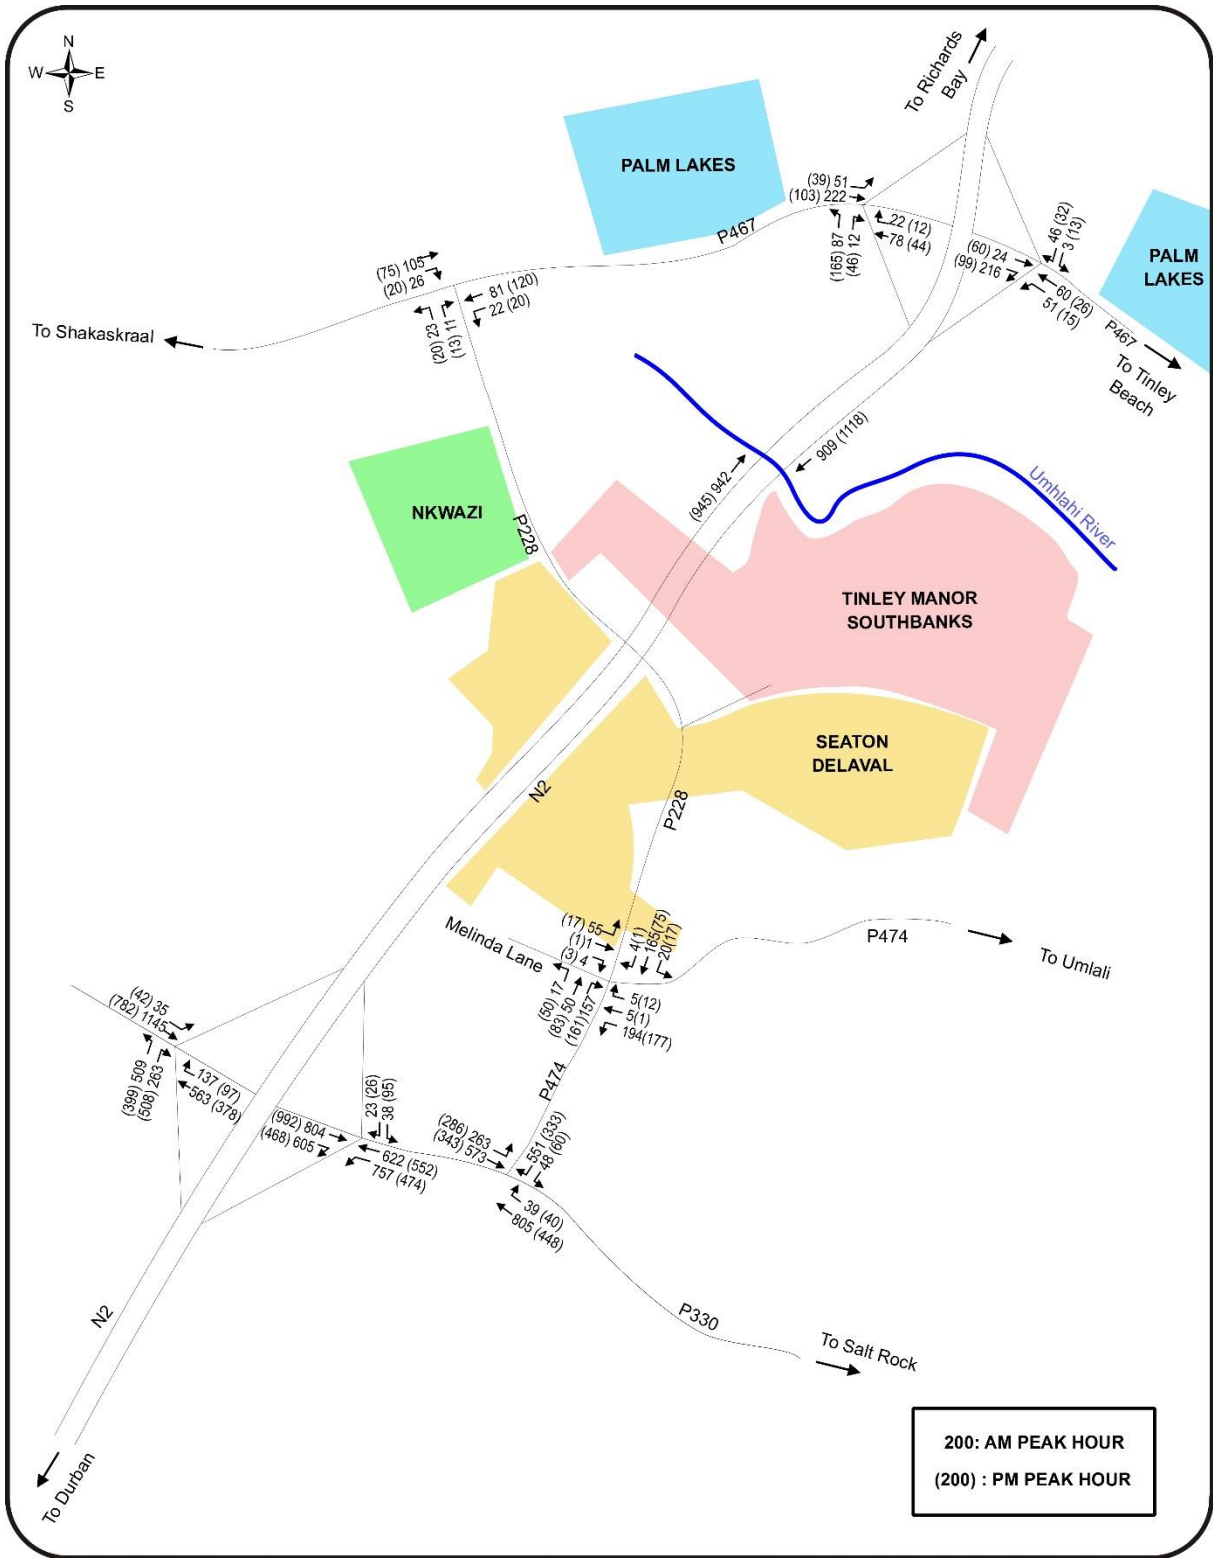 N
W E
S
To Richards
Bay
PALM LAKES
(39) 51
(103) 222
P467
(165) 87
(46) 12
22 (12)
78 (44)
46 (32)
3 (13)
(60) 24
(99) 216
60 (26)
51 (15)
PALM
LAKES
P467
To Tinley
Beach
(75) 105
(20) 26
81 (120)
22 (20)
(20) 23
(13) 11
To Shakaskraal
909 (1118)
(945) 942
Umhlahi River
NKWAZI
P228
TINLEY MANOR
SOUTHBANKS
SEATON
DELAVAL
N2
P228
Melinda Lane
(17) 55
(1)1
(3) 4
4(1)
165(75)
20(17)
P474
To Umlali
(50) 17
(83) 50
(161)157
5(12)
5(1)
194(177)
P474
(42) 35
(782) 1145
(399) 509
(508) 263
137 (97)
563 (378)
23 (26)
38 (95)
(992) 804
(468) 605
622 (552)
757 (474)
(286) 263
(343) 573
551 (333)
48 (60)
39 (40)
805 (448)
N2
P330
To Salt Rock
To Durban
200: AM PEAK HOUR
(200) : PM PEAK HOUR